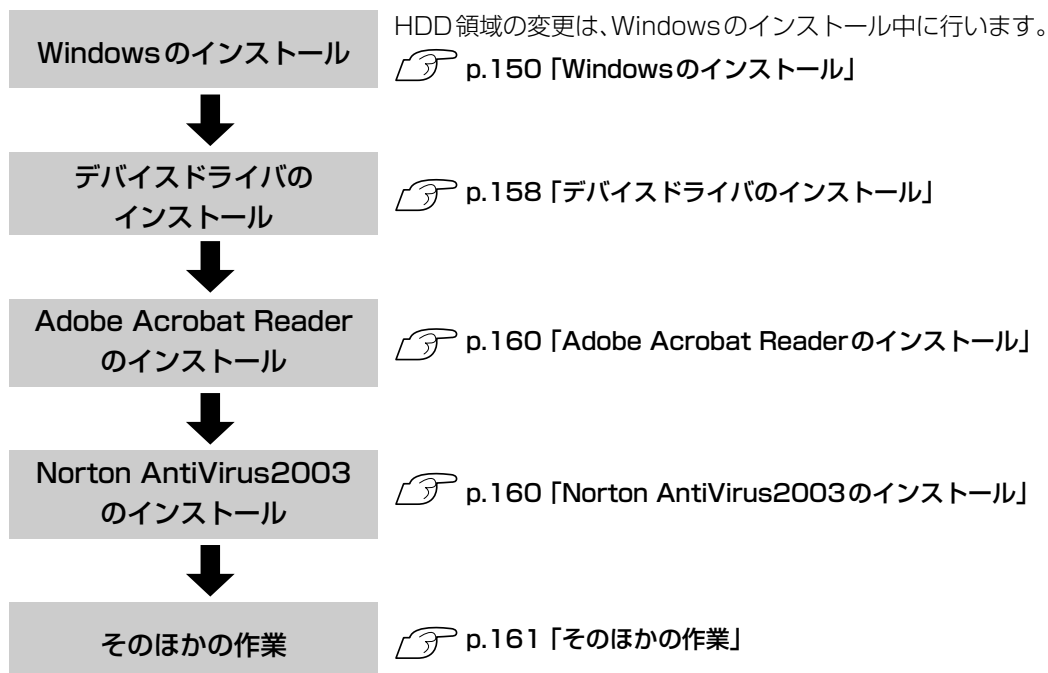 Windowsのインストール
HDD領域の変更は、Windowsのインストール中に行います。
p.150「Windowsのインストール」
デバイスドライバの
インストール
p.158「デバイスドライバのインストール」
Adobe Acrobat Reader
のインストール
p.160「Adobe Acrobat Readerのインストール」
Norton AntiVirus2003
のインストール
p.160「Norton AntiVirus2003のインストール」
そのほかの作業
p.161「そのほかの作業」